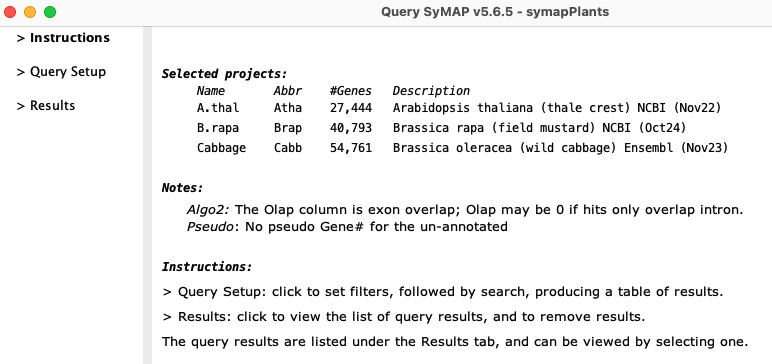 Query SyMAP v5.6.5 - symapPlants
> Instructions
> Query Setup
> Results
Selected projects:
Name Abbr #Genes Description
A.thal Atha 27,444 Arabidopsis thaliana (thale crest) NCBI (Nov22)
B.rapa Brap 40,793 Brassica rapa (field mustard) NCBI (Oct24)
Cabbage Cabb 54,761 Brassica oleracea (wild cabbage) Ensembl (Nov23)
Notes:
Algo2: The Olap column is exon overlap; Olap may be 0 if hits only overlap intron.
Pseudo: No pseudo Gene# for the un-annotated
Instructions:
> Query Setup: click to set filters, followed by search, producing a table of results.
> Results: click to view the list of query results, and to remove results.
The query results are listed under the Results tab, and can be viewed by selecting one.